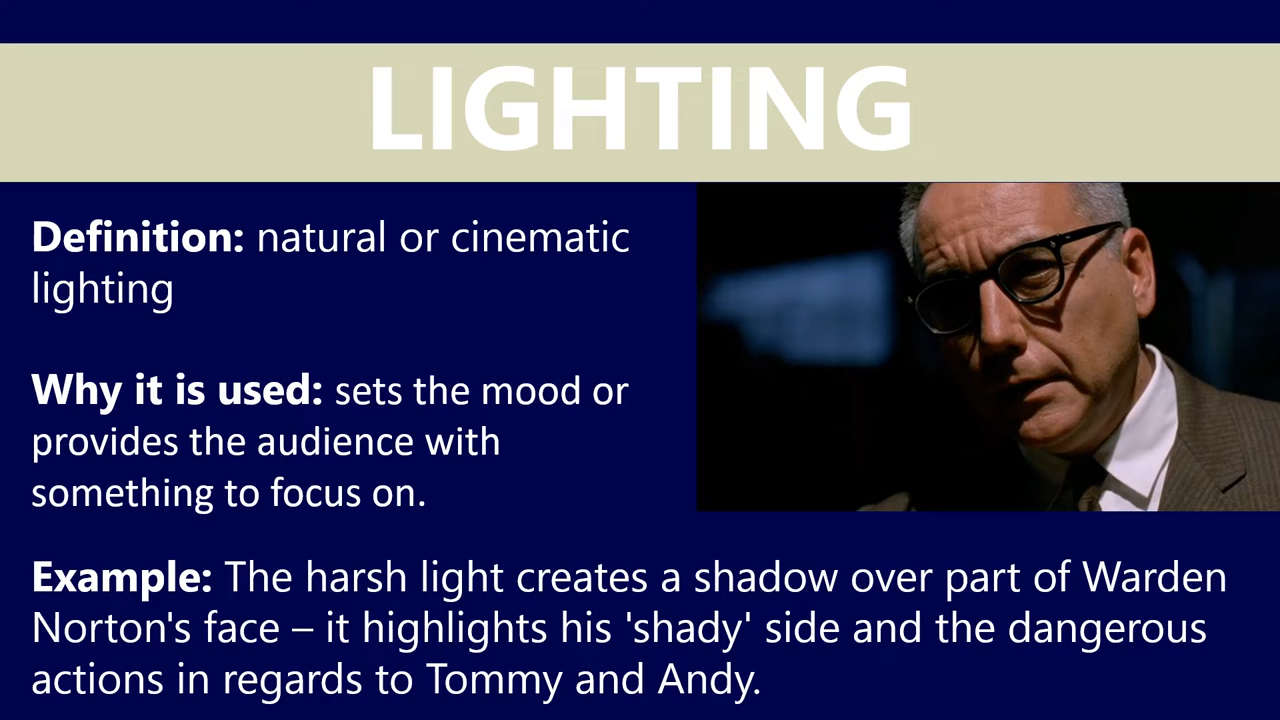 LIGHTING
Definition: natural or cinematic
lighting
Why it is used: sets the mood or
provides the audience with
something to focus on.
Example: The harsh light creates a shadow over part of Warden
Norton's face – it highlights his 'shady' side and the dangerous
actions in regards to Tommy and Andy.